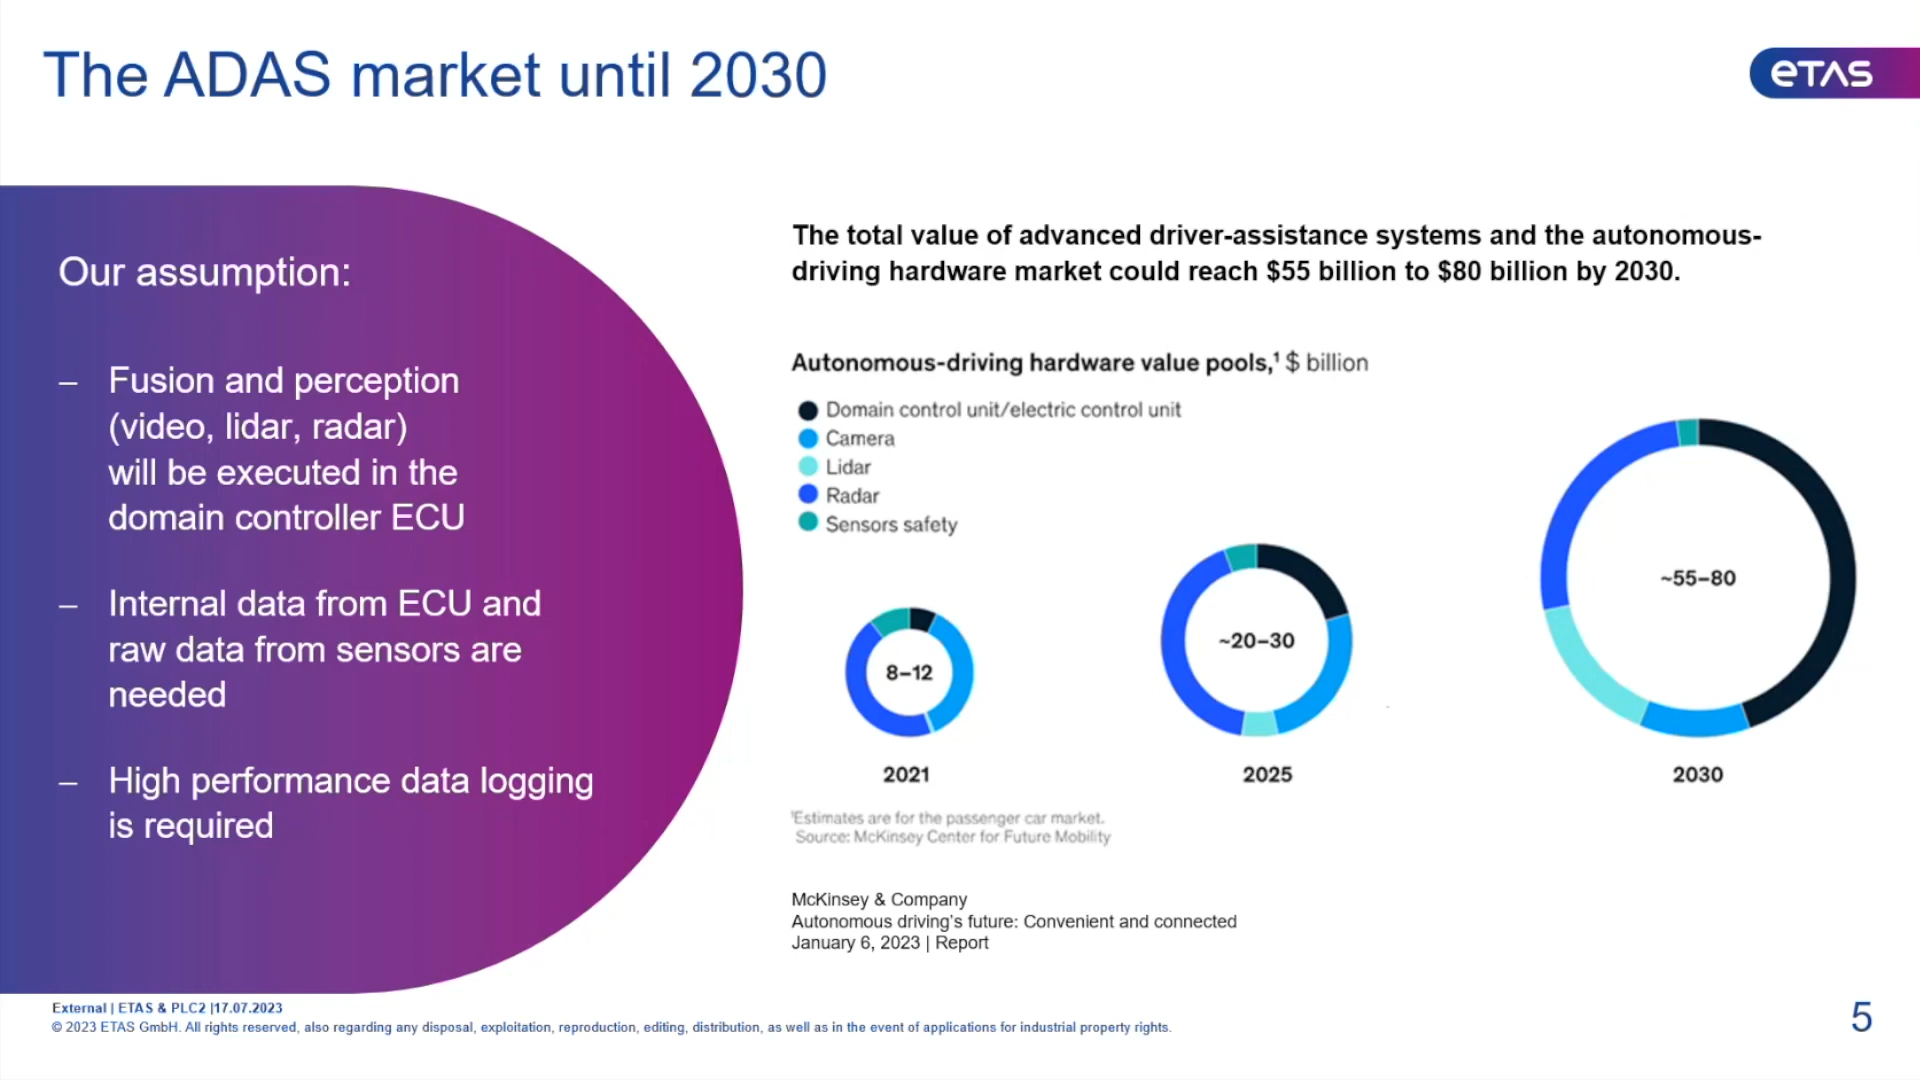 The ADAS market until 2030
eTAS
Our assumption:
– Fusion and perception
(video, lidar, radar)
will be executed in the
domain controller ECU
– Internal data from ECU and
raw data from sensors are
needed
– High performance data logging
is required
The total value of advanced driver-assistance systems and the autonomous-
driving hardware market could reach $55 billion to $80 billion by 2030.
Autonomous-driving hardware value pools,¹ $ billion
Domain control unit/electric control unit
Camera
Lidar
Radar
Sensors safety
8–12
~20–30
~55–80
2021
2025
2030
¹Estimates are for the passenger car market.
Source: McKinsey Center for Future Mobility
McKinsey & Company
Autonomous driving's future: Convenient and connected
January 6, 2023 | Report
External | ETAS & PLC2 |17.07.2023
© 2023 ETAS GmbH. All rights reserved, also regarding any disposal, exploitation, reproduction, editing, distribution, as well as in the event of applications for industrial property rights.
5